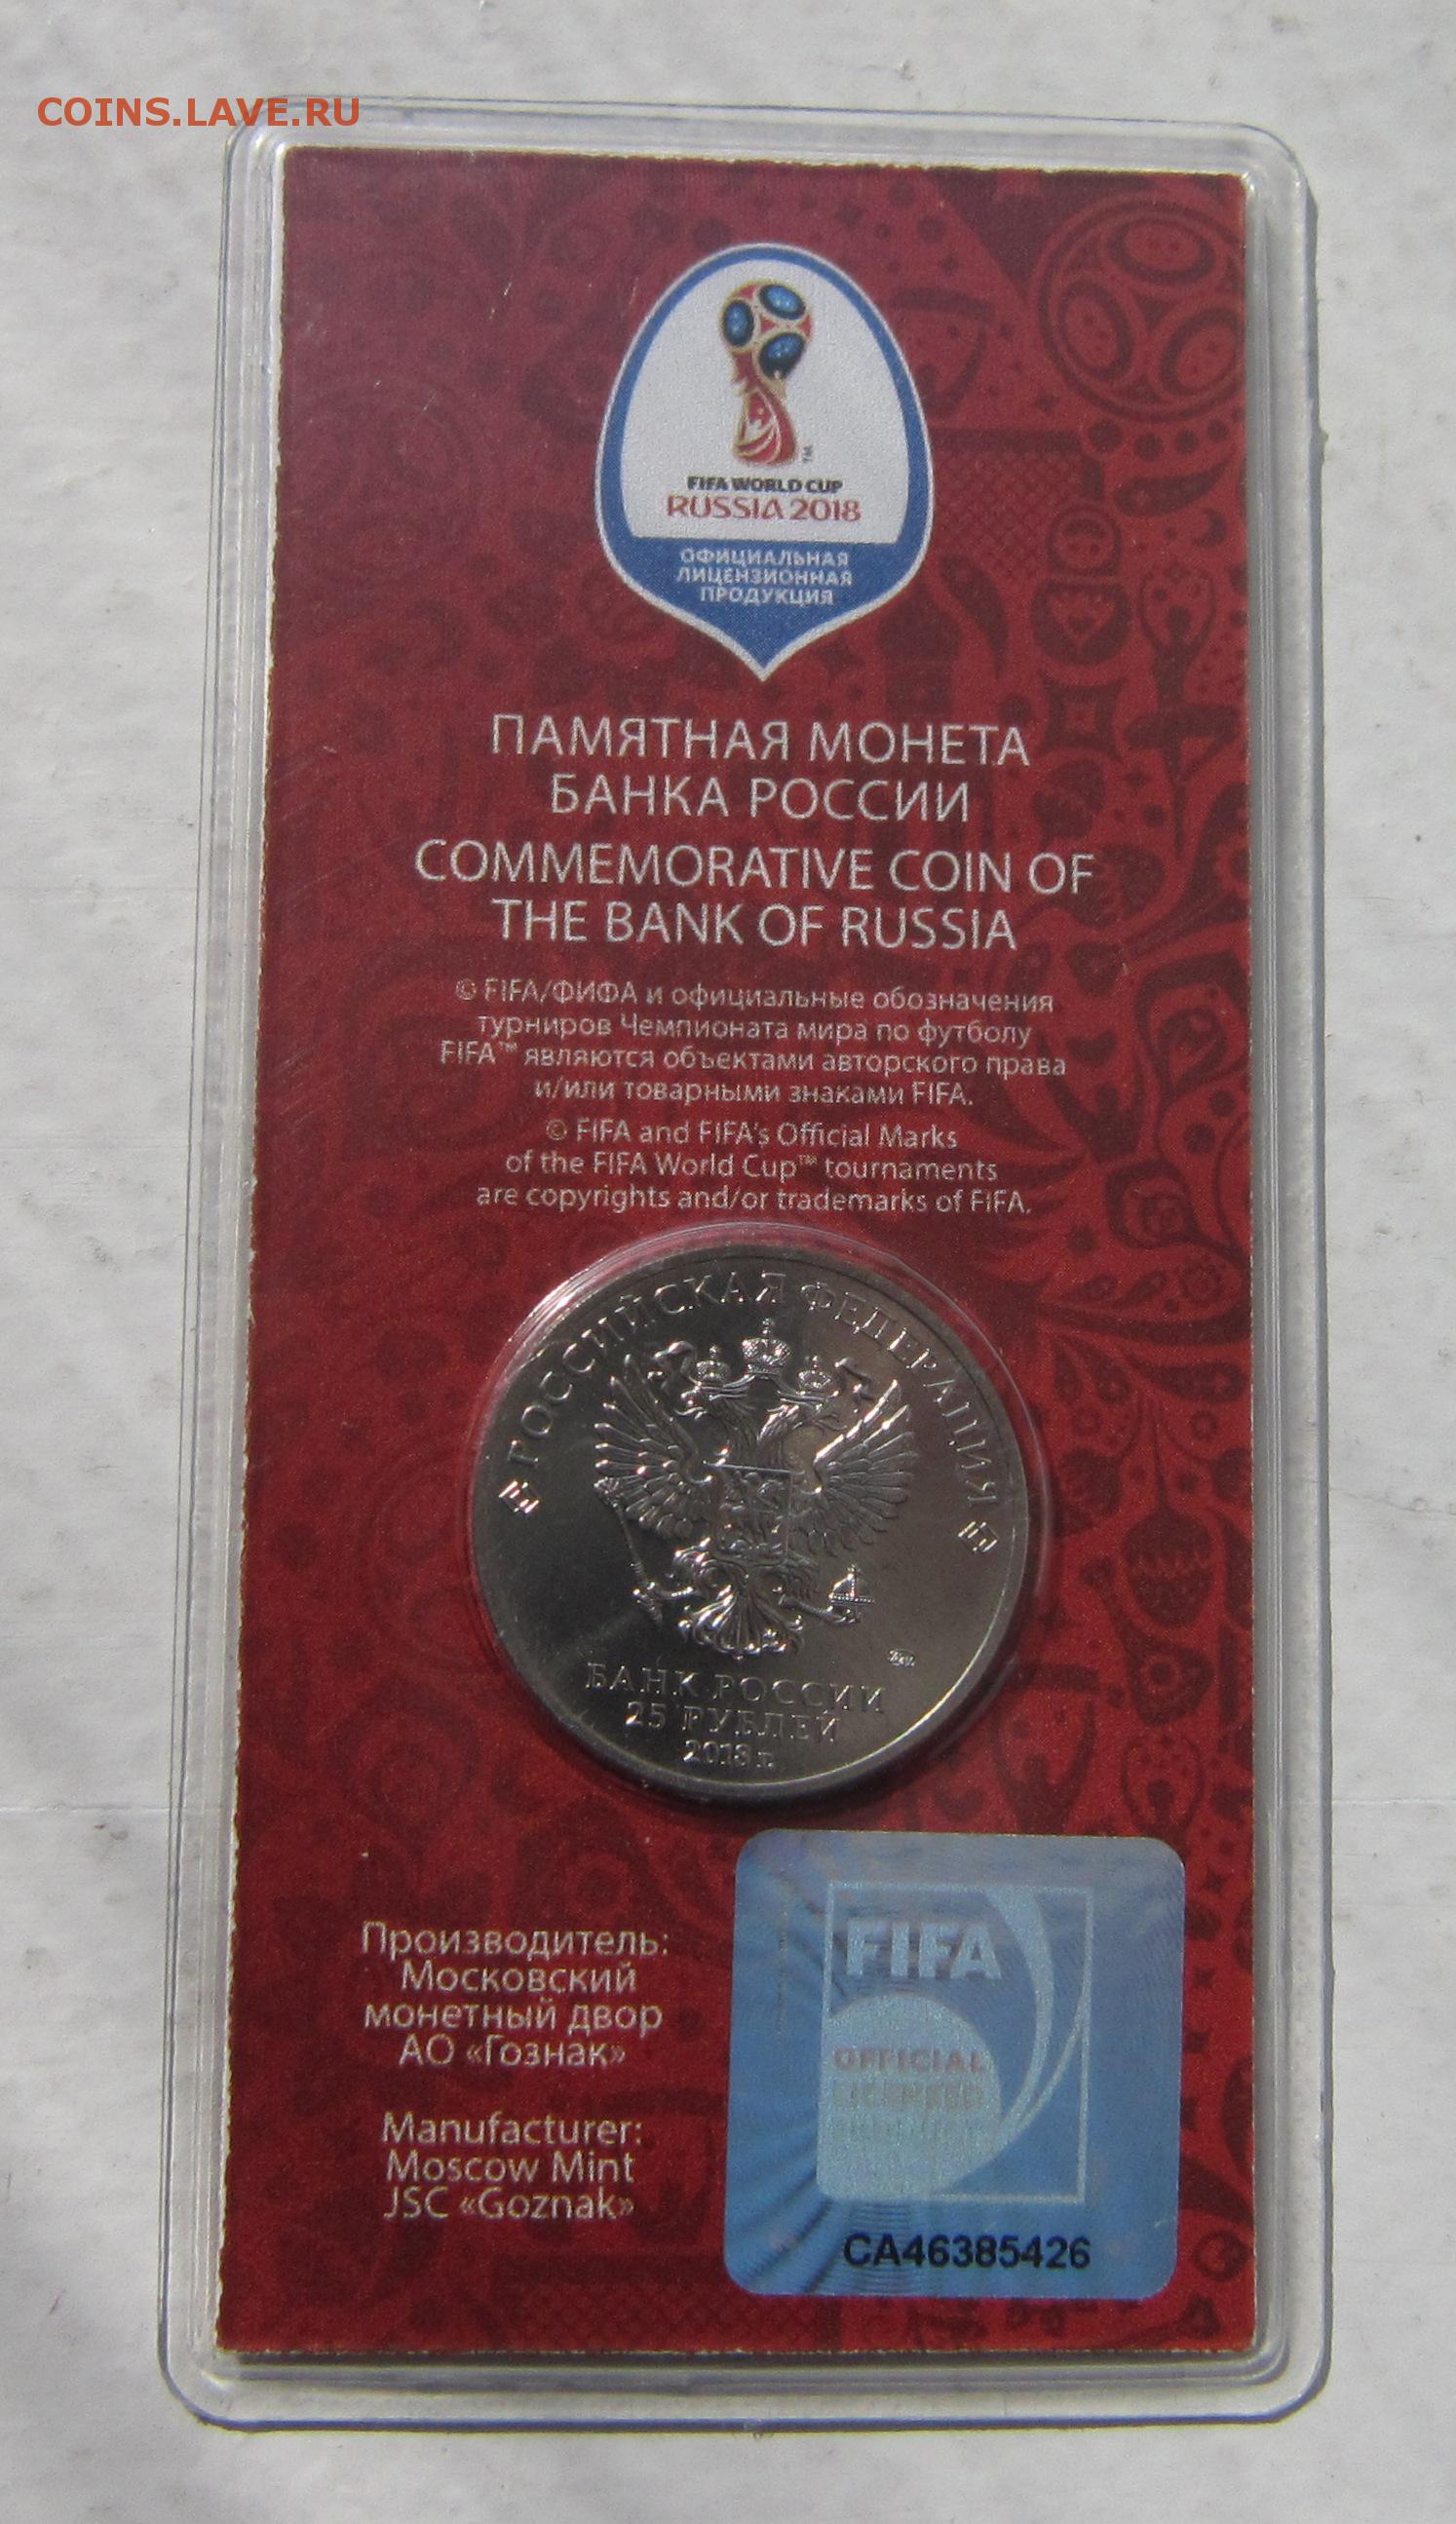 COINS.LAVE.RU
FIFA WORLD CUP
RUSSIA 2018
ОФИЦИАЛЬНАЯ
ЛИЦЕНЗИОННАЯ
ПРОДУКЦИЯ
ПАМЯТНАЯ МОНЕТА
БАНКА РОССИИ
COMMEMORATIVE COIN OF
THE BANK OF RUSSIA
© FIFA/ФИФА и официальные обозначения
турниров Чемпионата мира по футболу
FIFA™ являются объектами авторского права
и/или товарными знаками FIFA.
© FIFA and FIFA's Official Marks
of the FIFA World Cup™ tournaments
are copyrights and/or trademarks of FIFA.
РОССИЙСКАЯ ФЕДЕРАЦИЯ
БАНК РОССИИ
25 РУБЛЕЙ
2018 г.
Производитель:
Московский
монетный двор
АО «Гознак»
Manufacturer:
Moscow Mint
JSC «Goznak»
FIFA
OFFICIAL
LICENSED
CA46385426